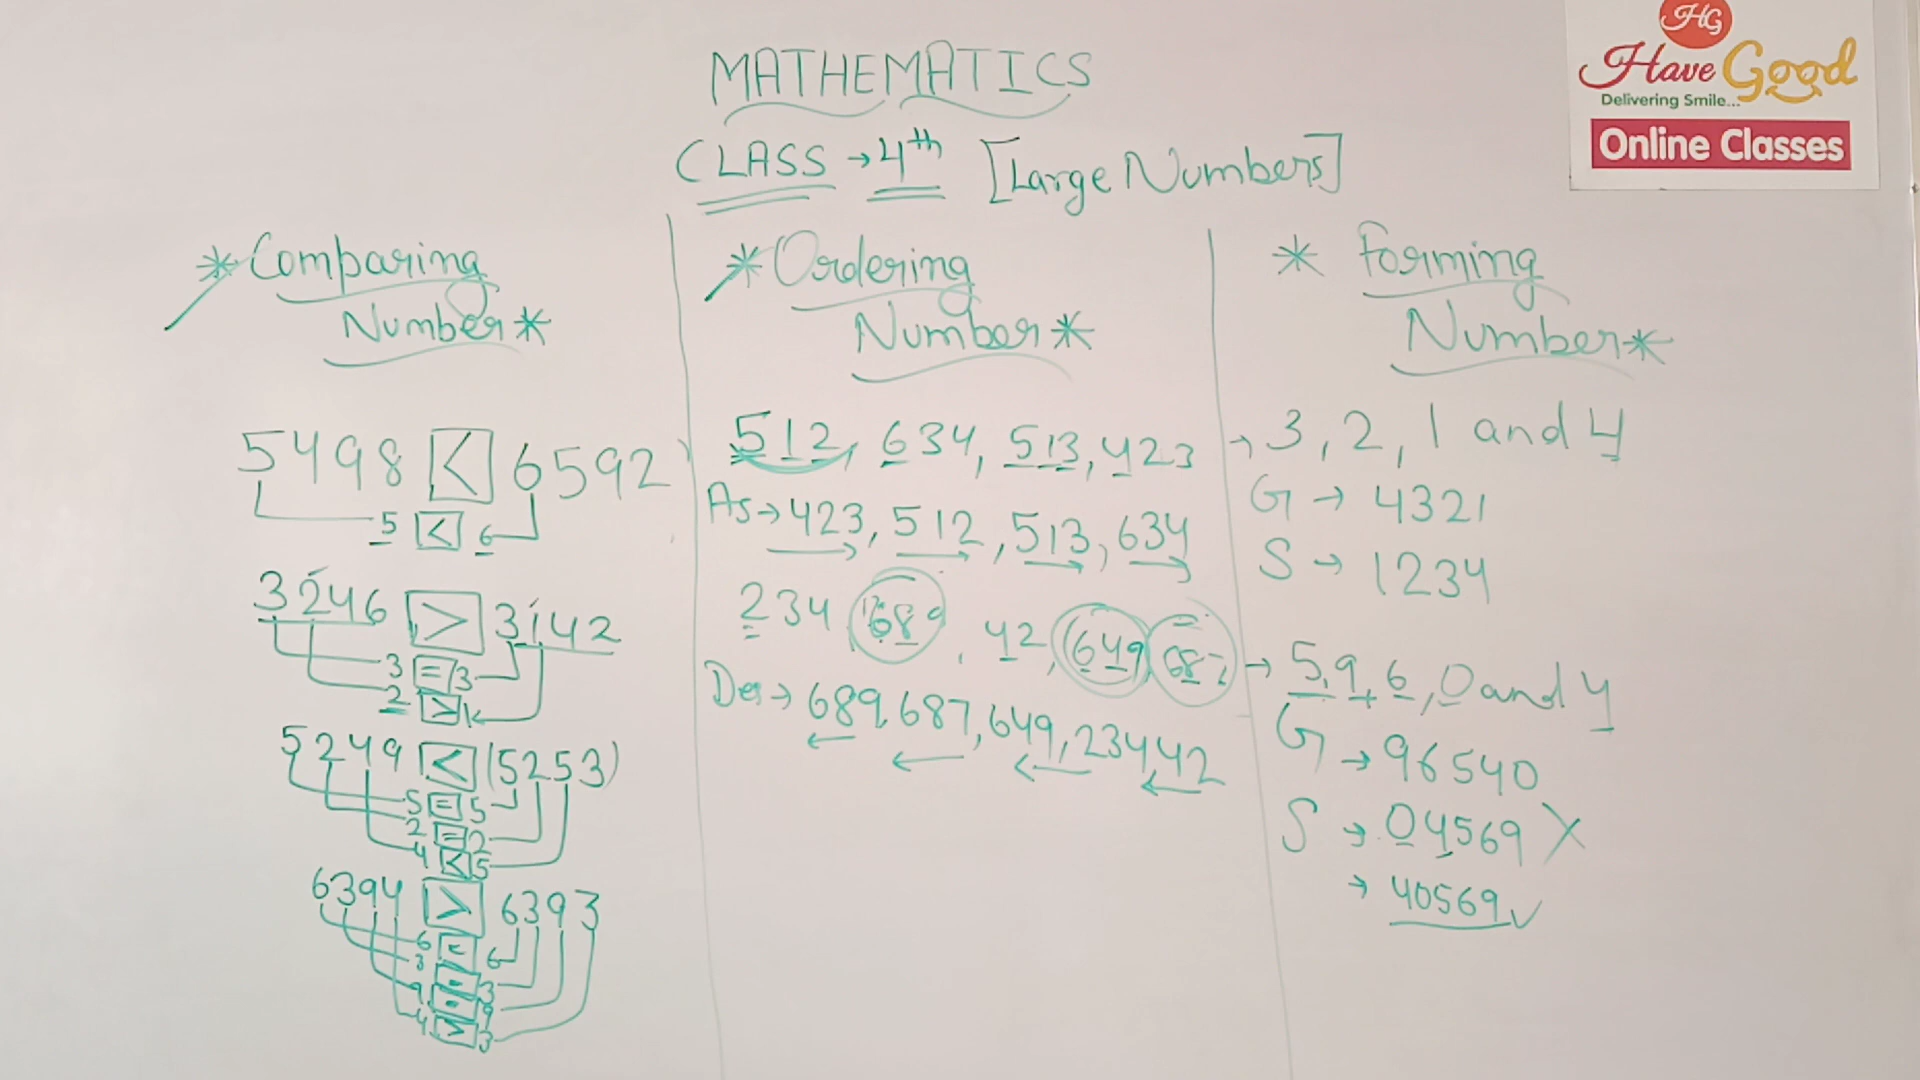 HG
Have Good
Delivering Smile...
Online Classes
MATHEMATICS
CLASS → 4th [Large Numbers]
* Comparing
Number *
5498 < 6592
5 < 6
3246 > 3142
3 = 3
2 > 1
5249 < (5253)
5 = 5
2 = 2
4 < 5
6394 > 6393
6 6
3 3
9 9
4 > 3
* Ordering
Number *
512, 634, 513, 423
As → 423, 512, 513, 634
234, 689, 42, 649, 687
Des → 689, 687, 649, 234 42
* Forming
Number *
→ 3, 2, 1 and 4
G → 4321
S → 1234
→ 5, 9, 6, 0 and 4
G → 96540
S → 04569 X
→ 40569 ✓